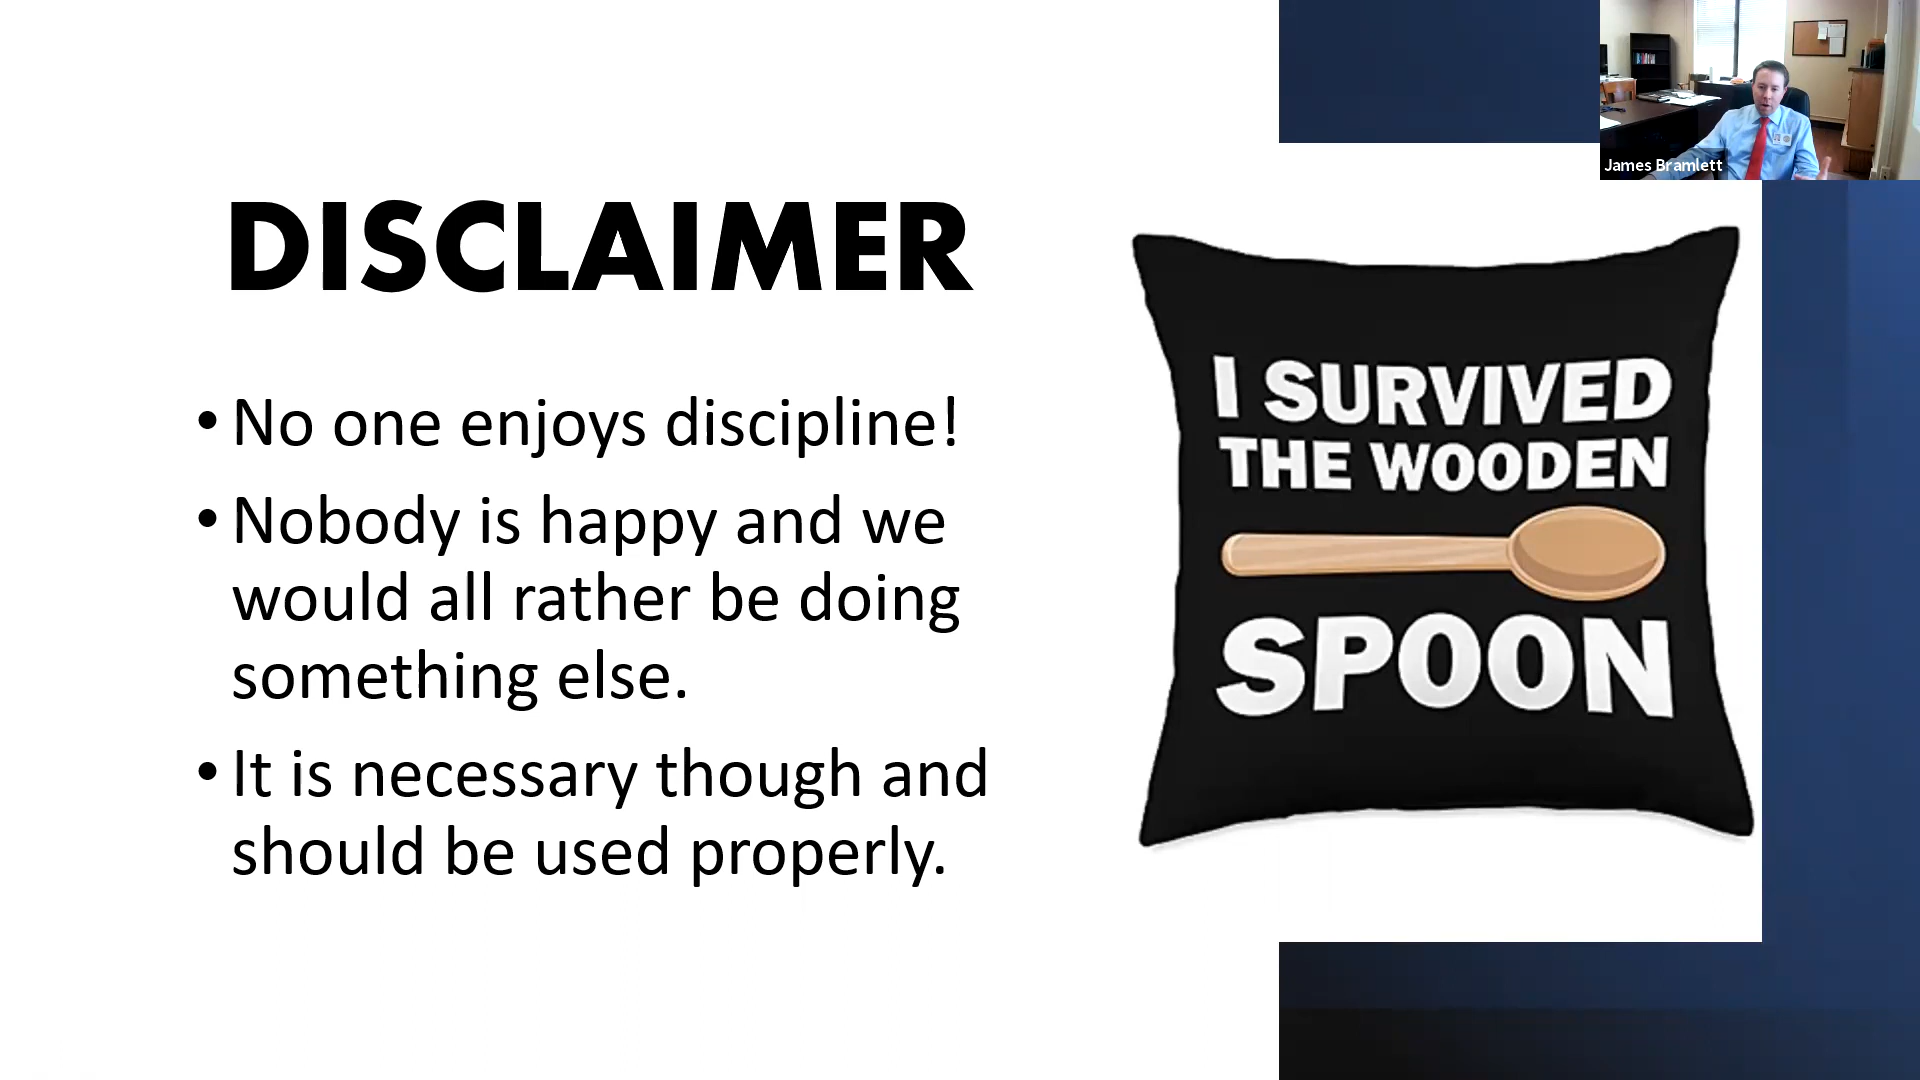 James Bramlett
DISCLAIMER
• No one enjoys discipline!
• Nobody is happy and we
would all rather be doing
something else.
• It is necessary though and
should be used properly.
I SURVIVED
THE WOODEN
SPOON